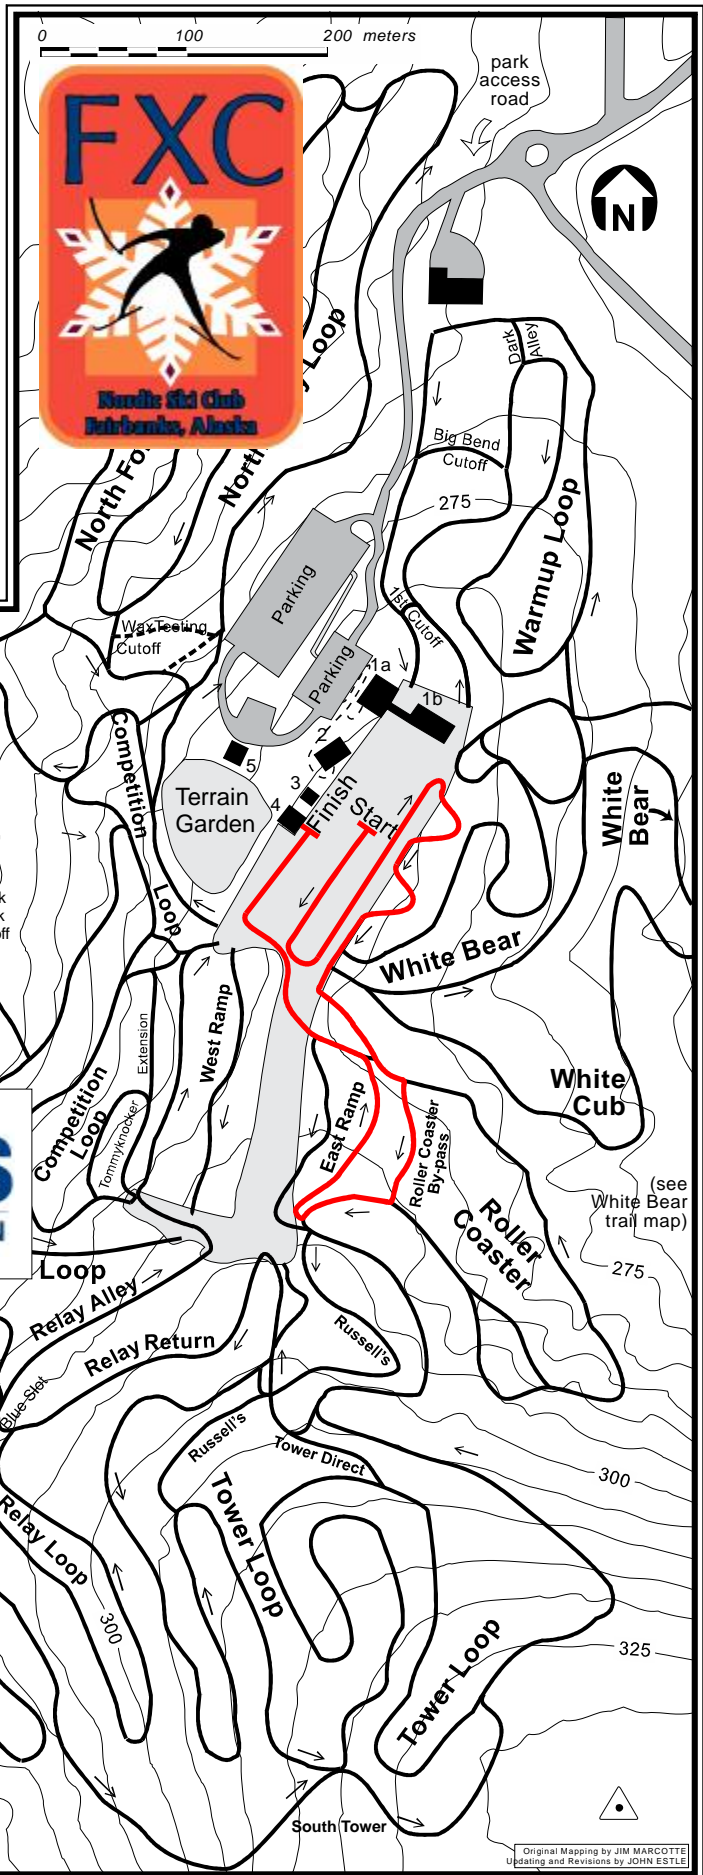 0 100 200 meters
park
access
road
FXC
Nordic Ski Club
Fairbanks, Alaska
N
Loop
North
North
Dark
Alley
Big Bend
Cutoff
275
Warmup Loop
Parking
1st Cutoff
WaxTesting
Cutoff
Parking
1a
1b
2
5
3
4
Finish
Start
Terrain
Garden
Competition
Loop
White
Bear
White Bear
West Ramp
Extension
Competition
Loop
Tommyknocker
East Ramp
Roller Coaster
By-pass
White
Cub
(see
White Bear
trail map)
Roller
Coaster
275
Loop
Relay Alley
Relay Return
Russell's
Blue Slot
Russell's
Tower Direct
300
Tower Loop
Relay Loop
300
325
Tower Loop
South Tower
Original Mapping by JIM MARCOTTE
Updating and Revisions by JOHN ESTLE